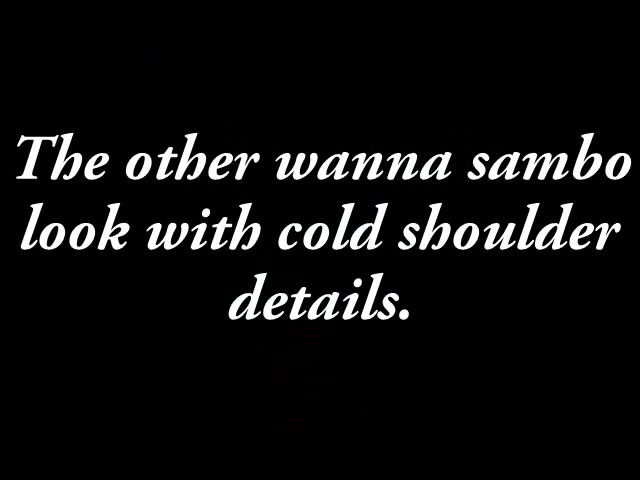 The other wanna sambo
look with cold shoulder
details.